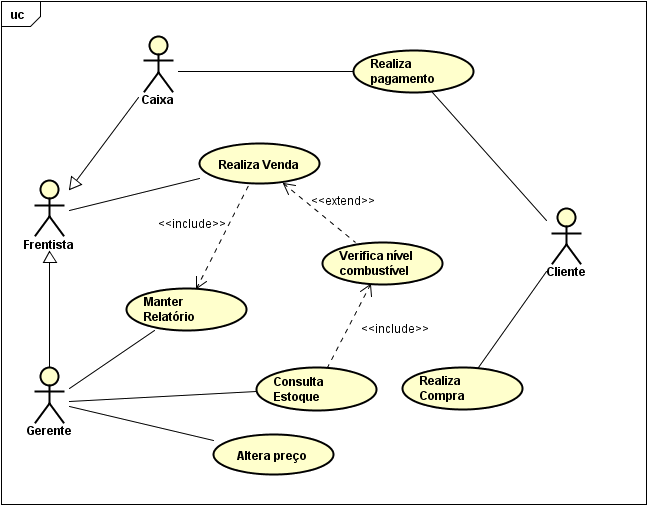 uc
Caixa
Realiza
pagamento
Realiza Venda
<<extend>>
<<include>>
Frentista
Verifica nível
combustível
Cliente
Manter
Relatório
<<include>>
Consulta
Estoque
Realiza
Compra
Gerente
Altera preço